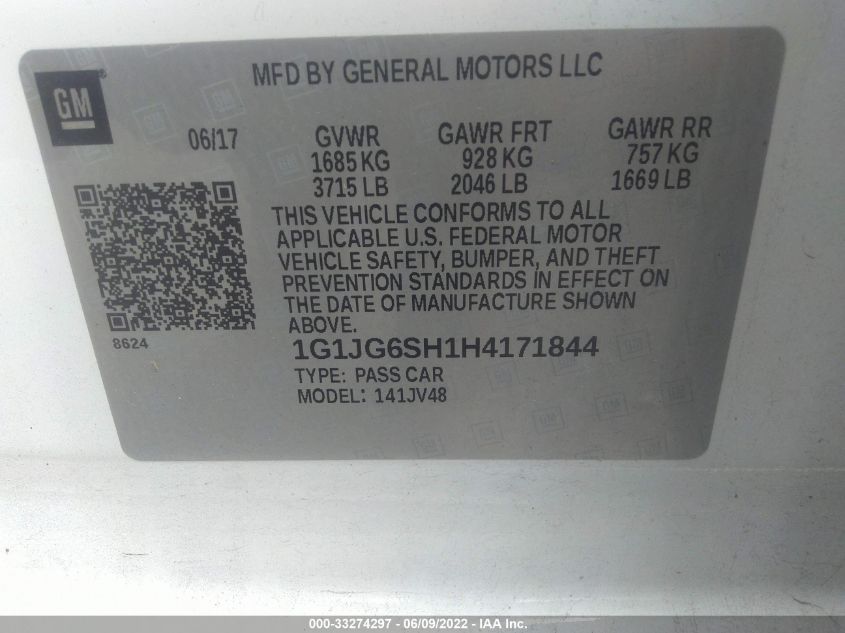 MFD BY GENERAL MOTORS LLC
GM
®
06/17
GVWR GAWR FRT GAWR RR
1685 KG 928 KG 757 KG
3715 LB 2046 LB 1669 LB
THIS VEHICLE CONFORMS TO ALL
APPLICABLE U.S. FEDERAL MOTOR
VEHICLE SAFETY, BUMPER, AND THEFT
PREVENTION STANDARDS IN EFFECT ON
THE DATE OF MANUFACTURE SHOWN
ABOVE.
8624
1G1JG6SH1H4171844
TYPE: PASS CAR
MODEL: 141JV48
000-33274297 - 06/09/2022 - IAA Inc.